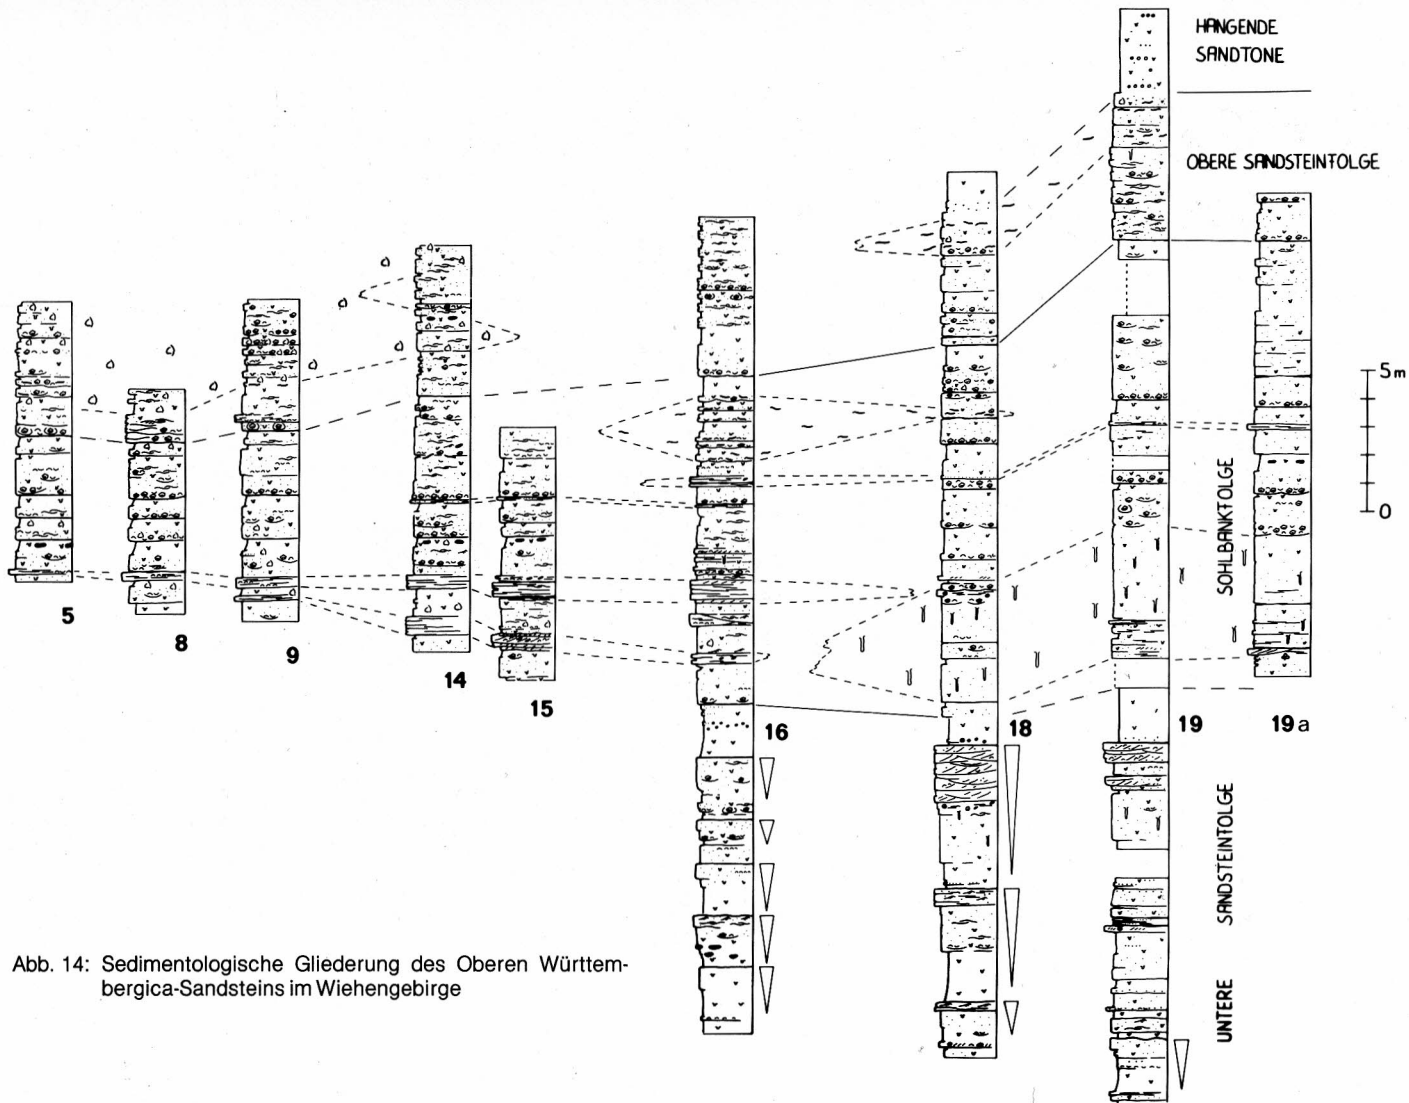 HANGENDE
SANDTONE
OBERE SANDSTEINFOLGE
5 m
0
SOHLBANKFOLGE
5
8
9
14
15
16
18
19
19a
UNTERE SANDSTEINFOLGE
Abb. 14: Sedimentologische Gliederung des Oberen Württem-
bergica-Sandsteins im Wiehengebirge